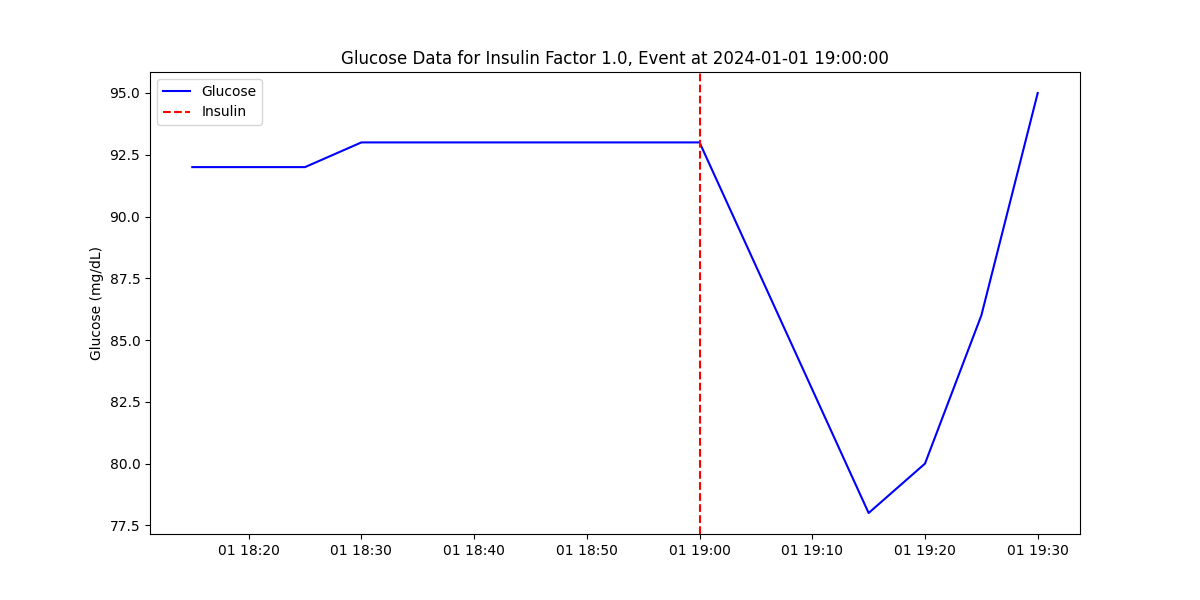 Glucose Data for Insulin Factor 1.0, Event at 2024-01-01 19:00:00
Glucose
Insulin
Glucose (mg/dL)
95.0
92.5
90.0
87.5
85.0
82.5
80.0
77.5
01 18:20 01 18:30 01 18:40 01 18:50 01 19:00 01 19:10 01 19:20 01 19:30